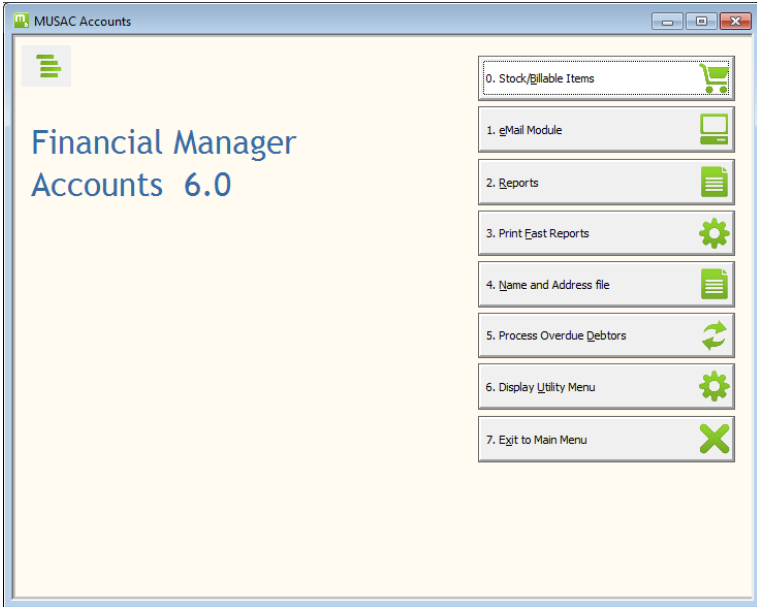 MUSAC Accounts
Financial Manager
Accounts 6.0
0. Stock/Billable Items
1. eMail Module
2. Reports
3. Print Fast Reports
4. Name and Address file
5. Process Overdue Debtors
6. Display Utility Menu
7. Exit to Main Menu